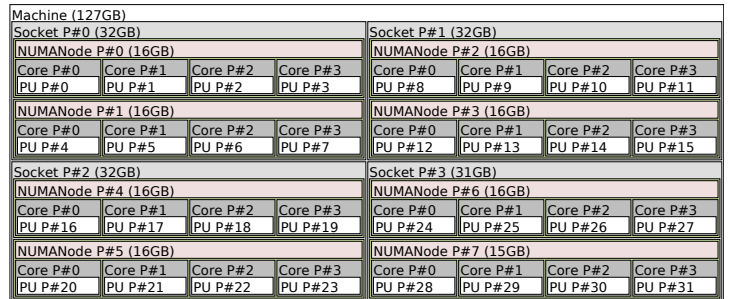 Machine (127GB)
Socket P#0 (32GB)
NUMANode P#0 (16GB)
Core P#0 Core P#1 Core P#2 Core P#3
PU P#0 PU P#1 PU P#2 PU P#3
NUMANode P#1 (16GB)
Core P#0 Core P#1 Core P#2 Core P#3
PU P#4 PU P#5 PU P#6 PU P#7
Socket P#1 (32GB)
NUMANode P#2 (16GB)
Core P#0 Core P#1 Core P#2 Core P#3
PU P#8 PU P#9 PU P#10 PU P#11
NUMANode P#3 (16GB)
Core P#0 Core P#1 Core P#2 Core P#3
PU P#12 PU P#13 PU P#14 PU P#15
Socket P#2 (32GB)
NUMANode P#4 (16GB)
Core P#0 Core P#1 Core P#2 Core P#3
PU P#16 PU P#17 PU P#18 PU P#19
NUMANode P#5 (16GB)
Core P#0 Core P#1 Core P#2 Core P#3
PU P#20 PU P#21 PU P#22 PU P#23
Socket P#3 (31GB)
NUMANode P#6 (16GB)
Core P#0 Core P#1 Core P#2 Core P#3
PU P#24 PU P#25 PU P#26 PU P#27
NUMANode P#7 (15GB)
Core P#0 Core P#1 Core P#2 Core P#3
PU P#28 PU P#29 PU P#30 PU P#31